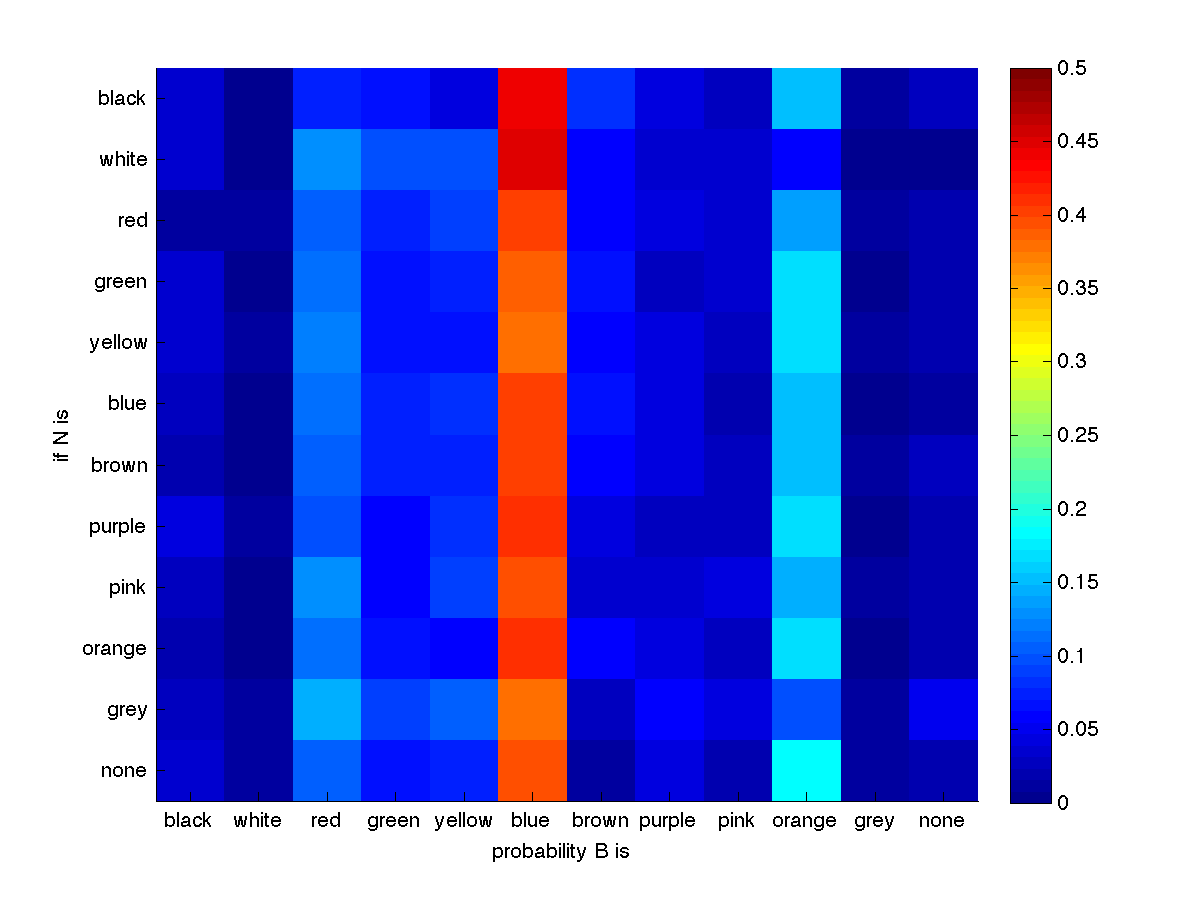 black
white
red
green
yellow
blue
brown
purple
pink
orange
grey
none
if N is
black white red green yellow blue brown purple pink orange grey none
probability B is
0.5
0.45
0.4
0.35
0.3
0.25
0.2
0.15
0.1
0.05
0